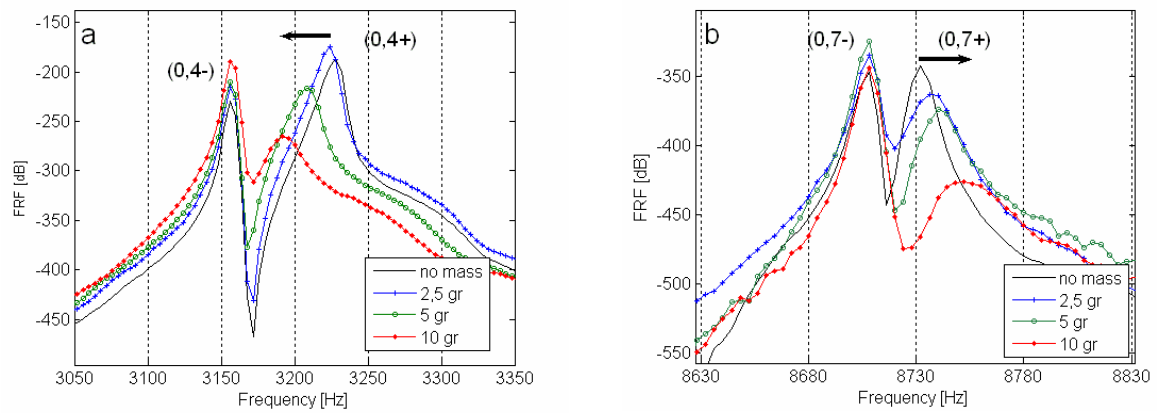 a
(0,4-)
(0,4+)
FRF [dB]
-150
-200
-250
-300
-350
-400
-450
no mass
2,5 gr
5 gr
10 gr
3050 3100 3150 3200 3250 3300 3350
Frequency [Hz]
b
(0,7-)
(0,7+)
FRF [dB]
-350
-400
-450
-500
-550
no mass
2,5 gr
5 gr
10 gr
8630 8680 8730 8780 8830
Frequency [Hz]